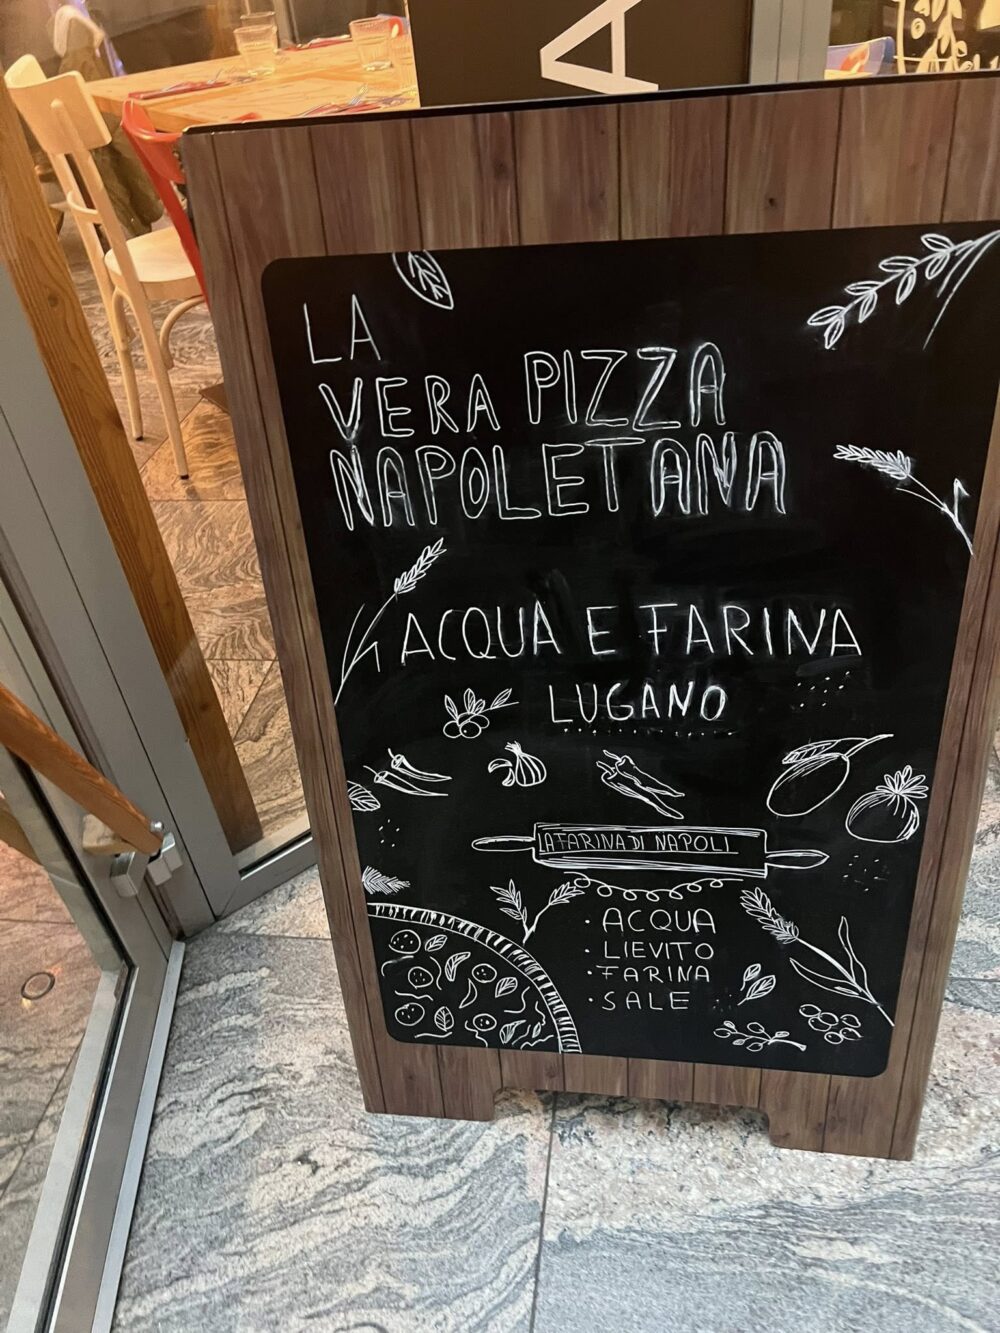 A
LA
VERA PIZZA
NAPOLETANA
ACQUA E FARINA
LUGANO
LA FARINA DI NAPOLI
· ACQUA
· LIEVITO
· FARINA
· SALE